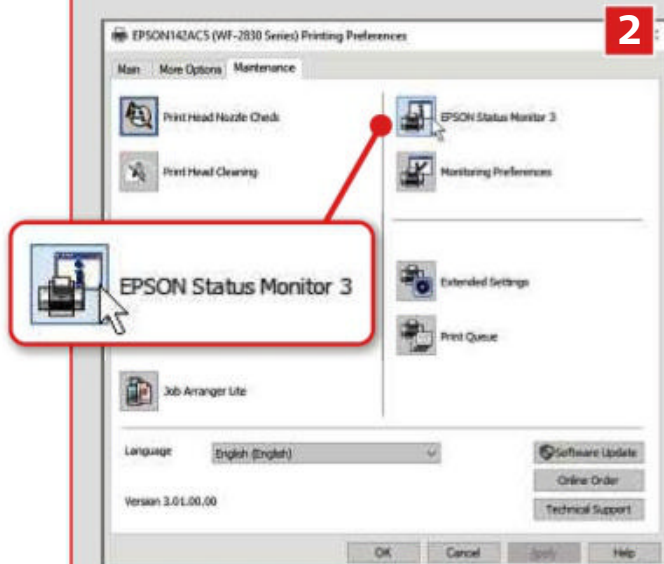 2
EPSON142AC5 (WF-2830 Series) Printing Preferences
Main More Options Maintenance
Print Head Nozzle Check
EPSON Status Monitor 3
Print Head Cleaning
Monitoring Preferences
EPSON Status Monitor 3
Extended Settings
Print Queue
Job Arranger Lite
Language English (English)
Software Update
Online Order
Version 3.01.00.00
Technical Support
OK Cancel Apply Help